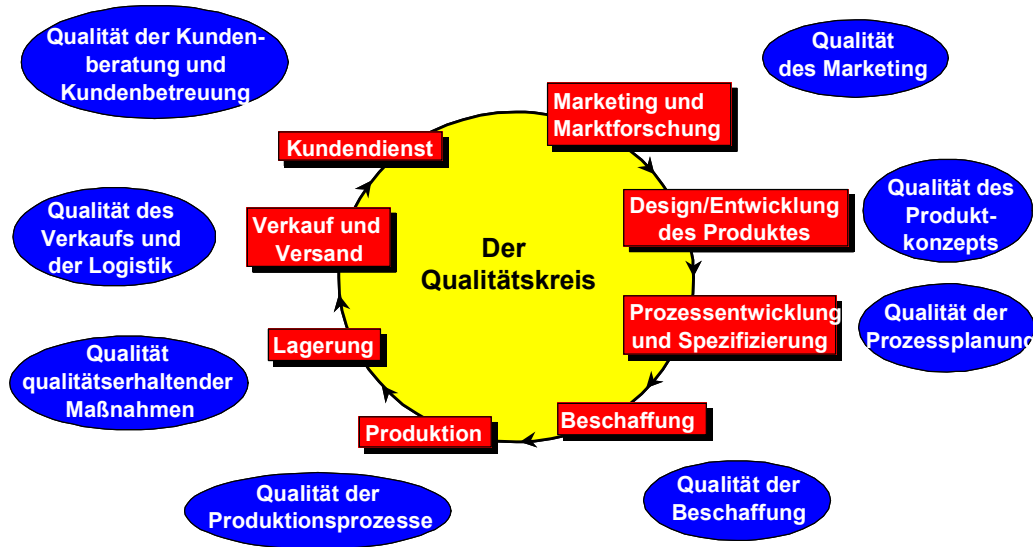 Qualität der Kunden-
beratung und
Kundenbetreuung
Qualität
des Marketing
Marketing und
Marktforschung
Kundendienst
Qualität des
Verkaufs und
der Logistik
Verkauf und
Versand
Der
Qualitätskreis
Design/Entwicklung
des Produktes
Qualität des
Produkt-
konzepts
Prozessentwicklung
und Spezifizierung
Qualität der
Prozessplanung
Lagerung
Qualität
qualitätserhaltender
Maßnahmen
Produktion
Beschaffung
Qualität der
Produktionsprozesse
Qualität der
Beschaffung